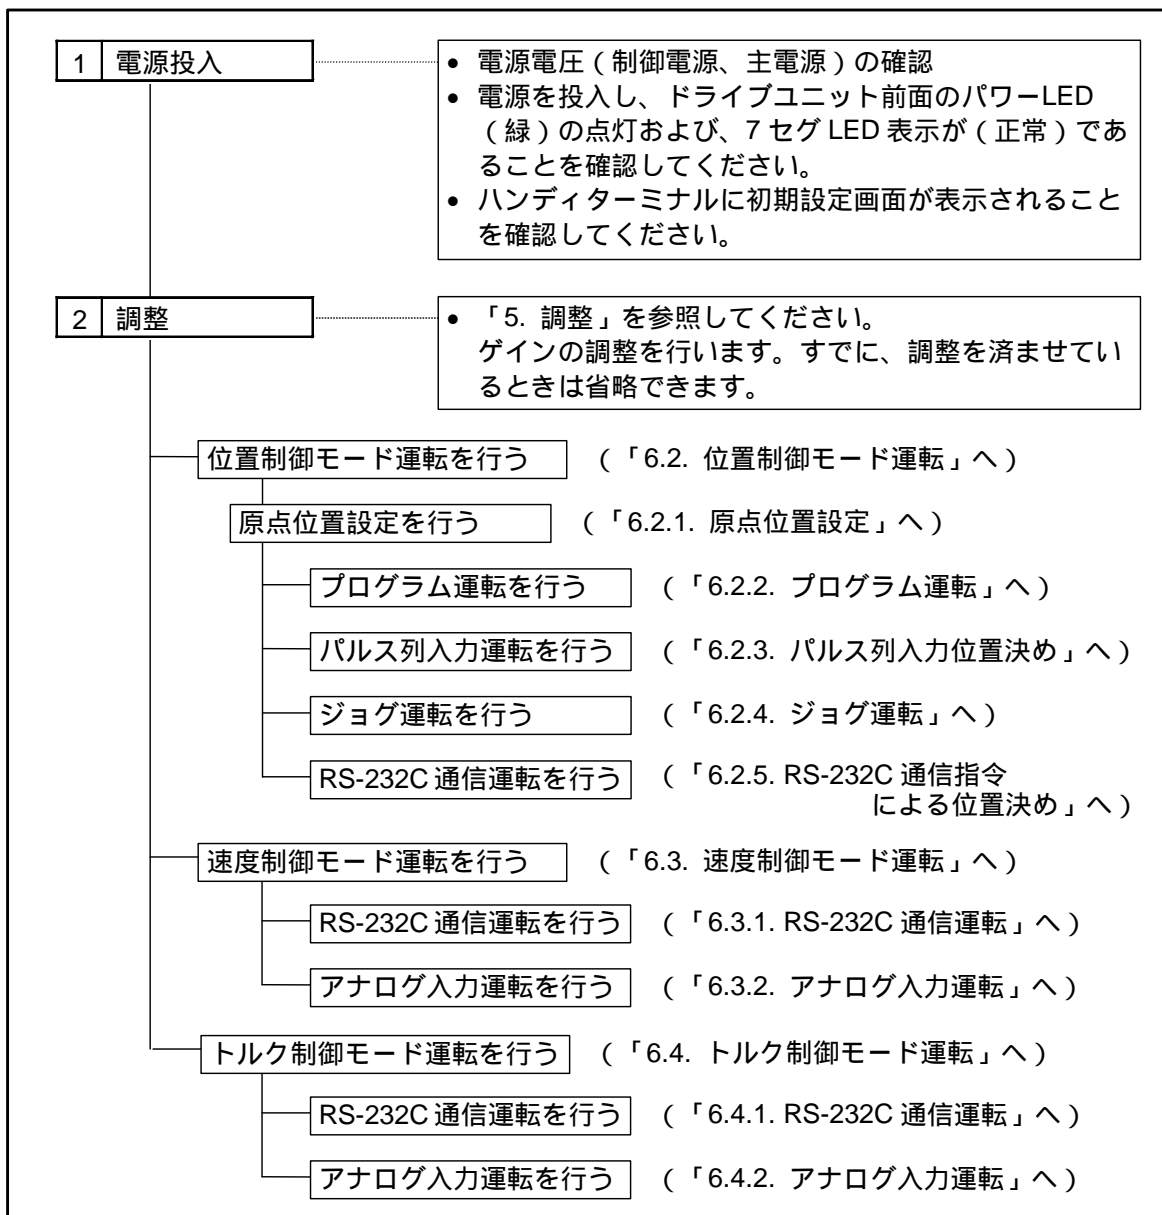 1 電源投入
• 電源電圧（制御電源、主電源）の確認
• 電源を投入し、ドライブユニット前面のパワーLED
（緑）の点灯および、7 セグ LED 表示が（正常）であ
ることを確認してください。
• ハンディターミナルに初期設定画面が表示されること
を確認してください。
2 調整
• 「5. 調整」を参照してください。
ゲインの調整を行います。すでに、調整を済ませてい
るときは省略できます。
位置制御モード運転を行う （「6.2. 位置制御モード運転」へ）
原点位置設定を行う （「6.2.1. 原点位置設定」へ）
プログラム運転を行う （「6.2.2. プログラム運転」へ）
パルス列入力運転を行う （「6.2.3. パルス列入力位置決め」へ）
ジョグ運転を行う （「6.2.4. ジョグ運転」へ）
RS-232C 通信運転を行う （「6.2.5. RS-232C 通信指令
による位置決め」へ）
速度制御モード運転を行う （「6.3. 速度制御モード運転」へ）
RS-232C 通信運転を行う （「6.3.1. RS-232C 通信運転」へ）
アナログ入力運転を行う （「6.3.2. アナログ入力運転」へ）
トルク制御モード運転を行う （「6.4. トルク制御モード運転」へ）
RS-232C 通信運転を行う （「6.4.1. RS-232C 通信運転」へ）
アナログ入力運転を行う （「6.4.2. アナログ入力運転」へ）